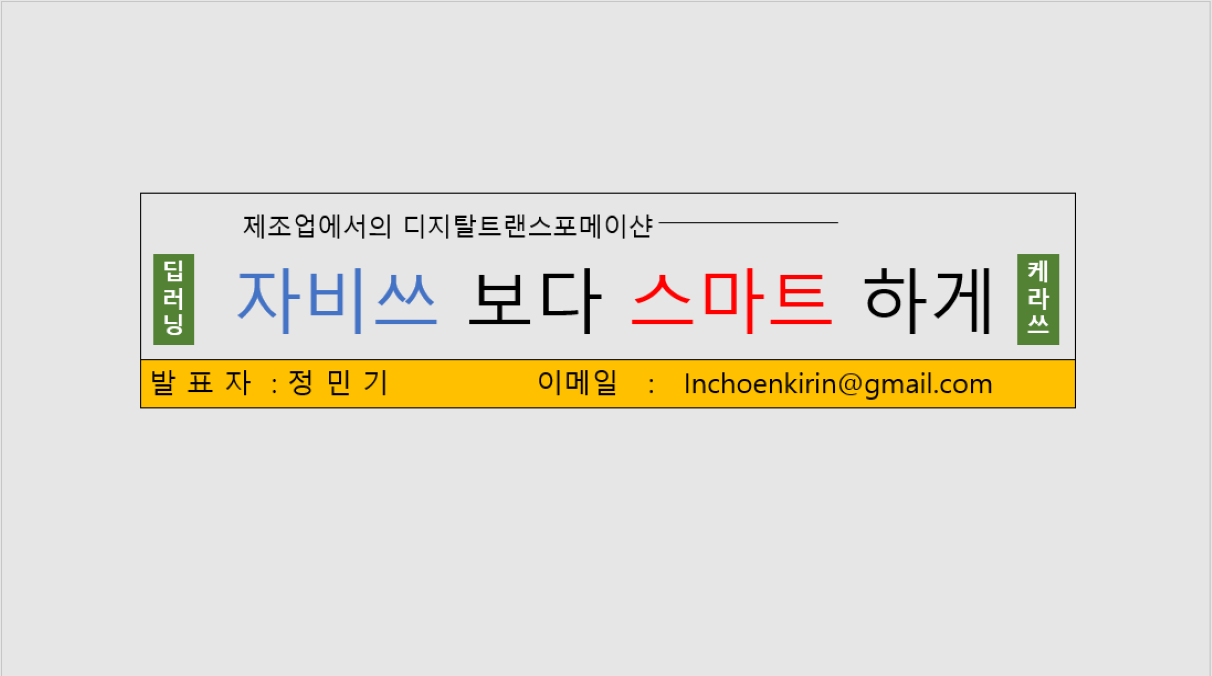 제조업에서의 디지탈트랜스포메이션
딥러닝
자비쓰 보다 스마트 하게
케라쓰
발 표 자 : 정 민 기 이메일 : Inchoenkirin@gmail.com